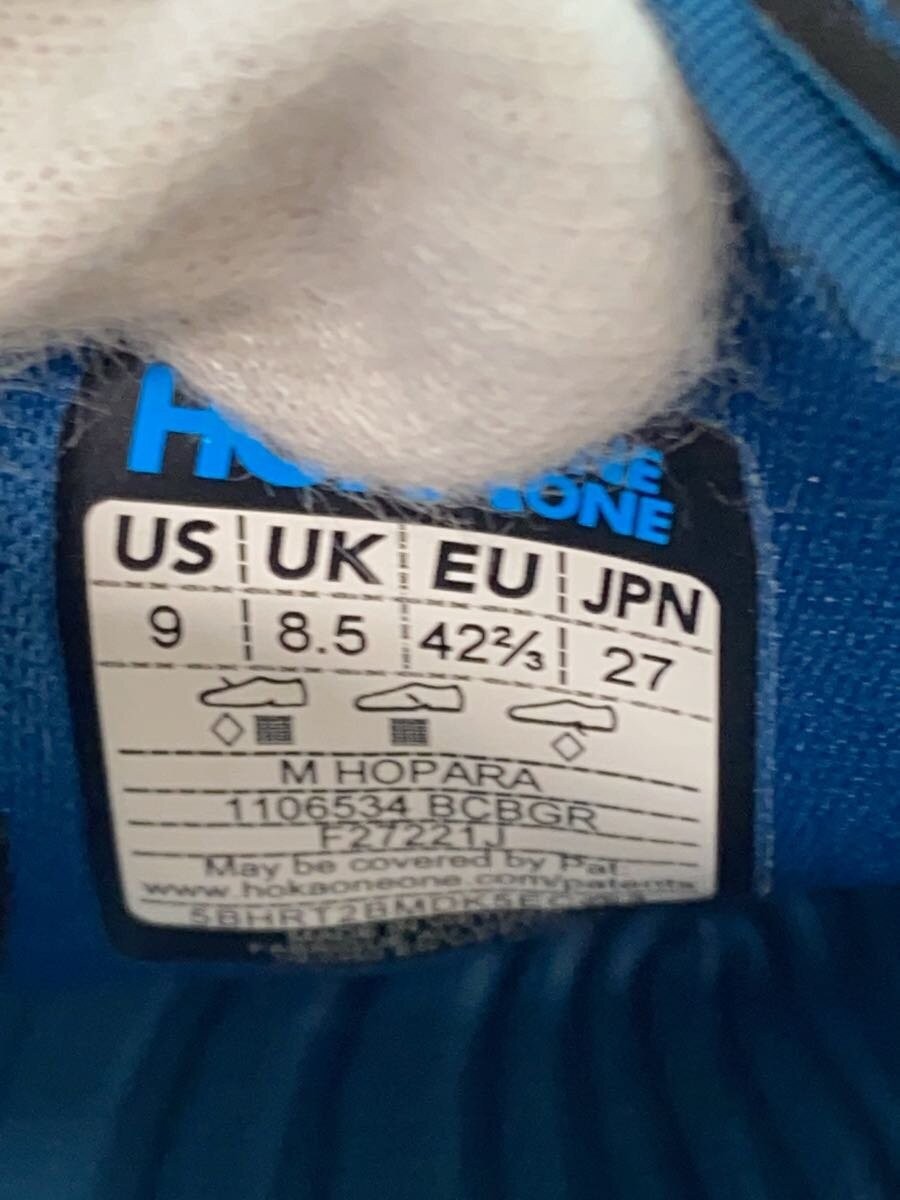 ONE
US UK EU JPN
9 8.5 42⅔ 27
M HOPARA
1106534 BCBGR
F27221J
May be covered by Pat.
www.hokaoneone.com/patents